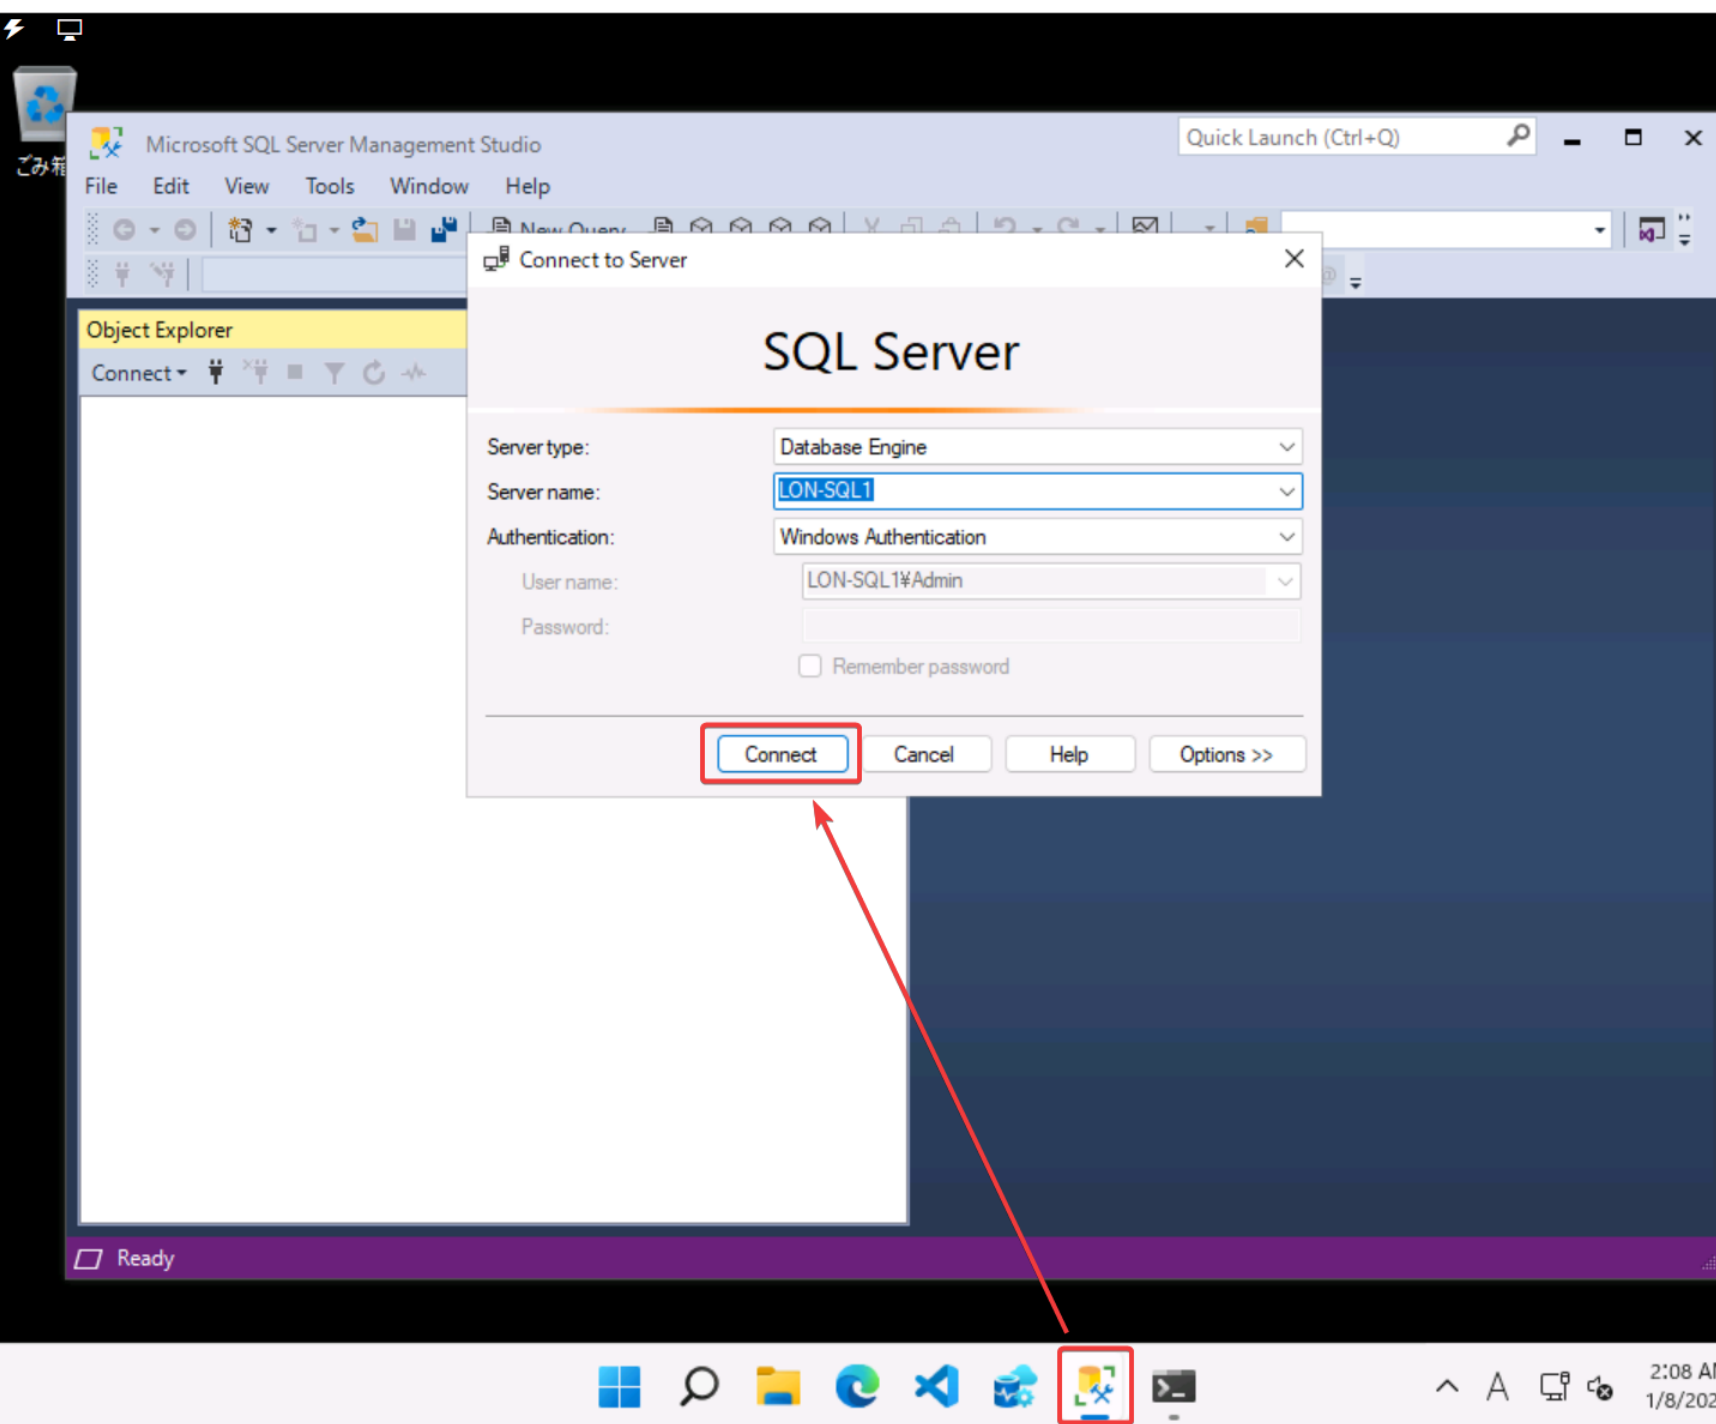 ごみ箱
Microsoft SQL Server Management Studio
Quick Launch (Ctrl+Q)
File Edit View Tools Window Help
New Query
Connect to Server
Object Explorer
Connect
SQL Server
Server type: Database Engine
Server name: LON-SQL1
Authentication: Windows Authentication
User name: LON-SQL1¥Admin
Password:
Remember password
Connect Cancel Help Options >>
Ready
A
2:08 AM
1/8/202